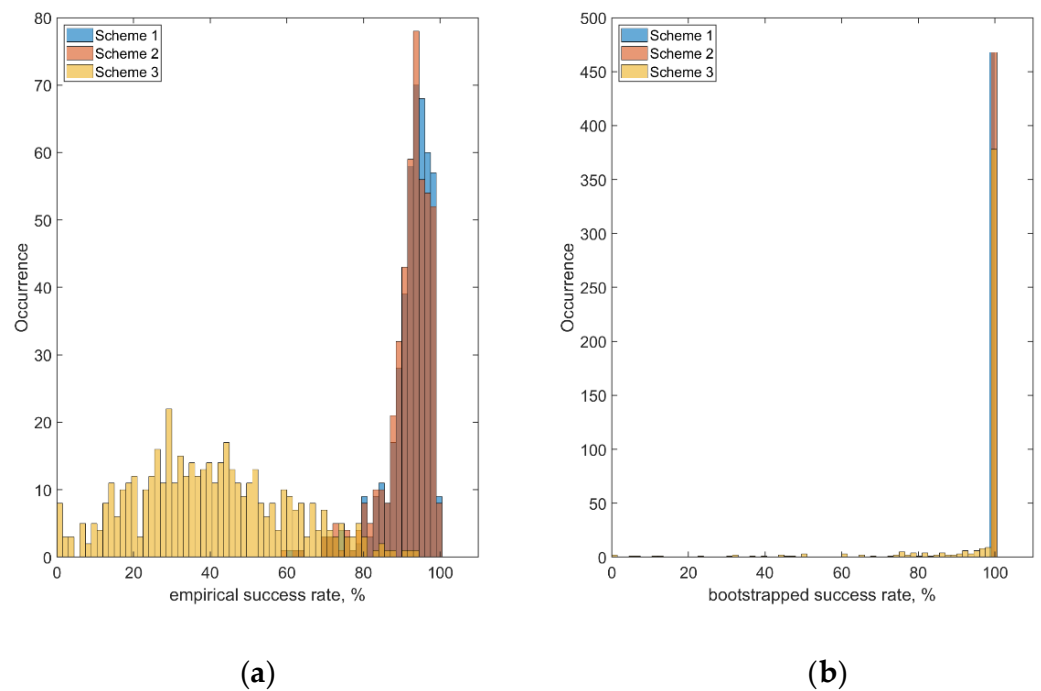 80
70
60
50
40
30
20
10
0
Occurrence
Scheme 1
Scheme 2
Scheme 3
0 20 40 60 80 100
empirical success rate, %
(a)
500
450
400
350
300
250
200
150
100
50
0
Occurrence
Scheme 1
Scheme 2
Scheme 3
0 20 40 60 80 100
bootstrapped success rate, %
(b)